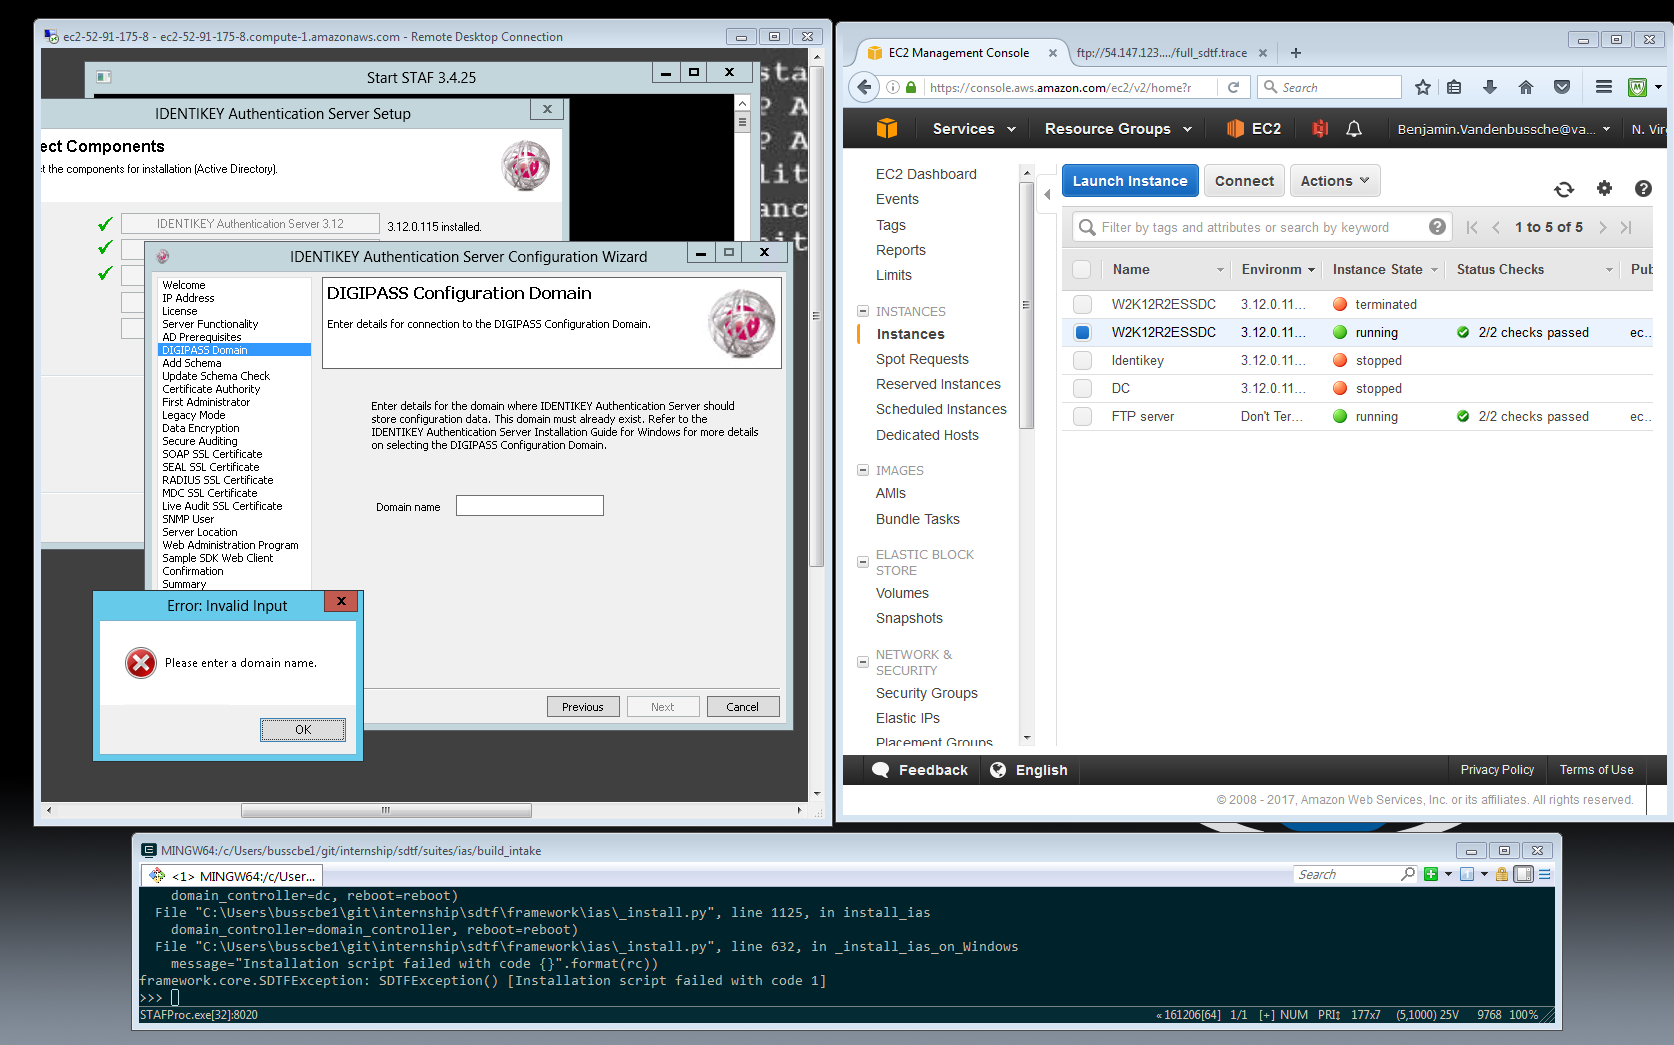 ec2-52-91-175-8 - ec2-52-91-175-8.compute-1.amazonaws.com - Remote Desktop Connection
Start STAF 3.4.25
IDENTIKEY Authentication Server Setup
ect Components
t the components for installation (Active Directory).
IDENTIKEY Authentication Server 3.12
3.12.0.115 installed.
IDENTIKEY Authentication Server Configuration Wizard
Welcome
IP Address
License
Server Functionality
AD Prerequisites
DIGIPASS Domain
Add Schema
Update Schema Check
Certificate Authority
First Administrator
Legacy Mode
Data Encryption
Secure Auditing
SOAP SSL Certificate
SEAL SSL Certificate
RADIUS SSL Certificate
MDC SSL Certificate
Live Audit SSL Certificate
SNMP User
Server Location
Web Administration Program
Sample SDK Web Client
Confirmation
Summary
DIGIPASS Configuration Domain
Enter details for connection to the DIGIPASS Configuration Domain.
Enter details for the domain where IDENTIKEY Authentication Server should
store configuration data. This domain must already exist. Refer to the
IDENTIKEY Authentication Server Installation Guide for Windows for more details
on selecting the DIGIPASS Configuration Domain.
Domain name
Previous
Next
Cancel
Error: Invalid Input
Please enter a domain name.
OK
sta
P A
P A
lit
anc
it
EC2 Management Console
ftp://54.147.123..../full_sdtf.trace
https://console.aws.amazon.com/ec2/v2/home?r
Search
Services
Resource Groups
EC2
Benjamin.Vandenbussche@va...
N. Vir
EC2 Dashboard
Events
Tags
Reports
Limits
INSTANCES
Instances
Spot Requests
Reserved Instances
Scheduled Instances
Dedicated Hosts
IMAGES
AMIs
Bundle Tasks
ELASTIC BLOCK
STORE
Volumes
Snapshots
NETWORK &
SECURITY
Security Groups
Elastic IPs
Placement Groups
Launch Instance
Connect
Actions
Filter by tags and attributes or search by keyword
1 to 5 of 5
Name Environm Instance State Status Checks Pub
W2K12R2ESSDC 3.12.0.11... terminated
W2K12R2ESSDC 3.12.0.11... running 2/2 checks passed ec...
Identikey 3.12.0.11... stopped
DC 3.12.0.11... stopped
FTP server Don't Ter... running 2/2 checks passed ec...
Feedback
English
Privacy Policy
Terms of Use
© 2008 - 2017, Amazon Web Services, Inc. or its affiliates. All rights reserved.
MINGW64:/c/Users/busscbe1/git/internship/sdtf/suites/ias/build_intake
<1> MINGW64:/c/User...
Search
domain_controller=dc, reboot=reboot)
File "C:\Users\busscbe1\git\internship\sdtf\framework\ias\_install.py", line 1125, in install_ias
domain_controller=domain_controller, reboot=reboot)
File "C:\Users\busscbe1\git\internship\sdtf\framework\ias\_install.py", line 632, in _install_ias_on_Windows
message="Installation script failed with code {}".format(rc))
framework.core.SDTFException: SDTFException() [Installation script failed with code 1]
>>>
STAFProc.exe[32]:8020
«161206[64] 1/1 [+] NUM PRI↕ 177x7 (5,1000) 25V 9768 100%